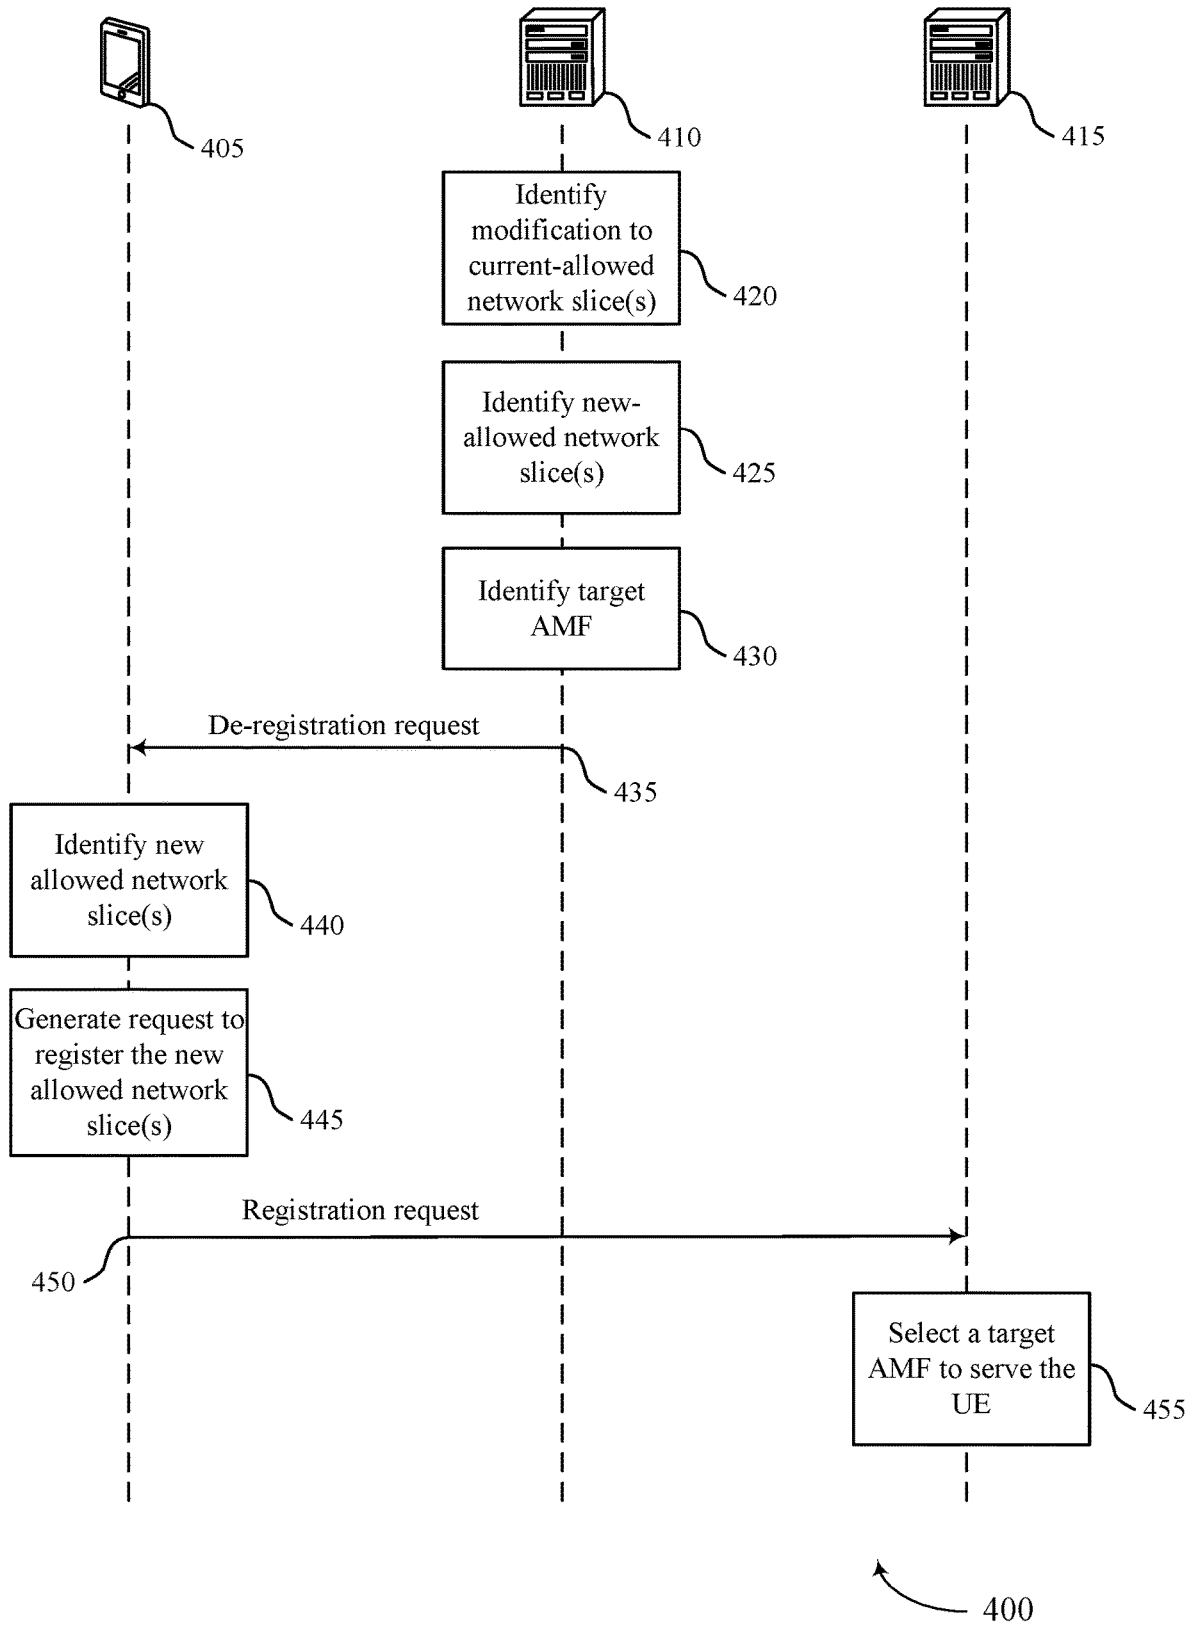 405
410
415
Identify
modification to
current-allowed
network slice(s)
420
Identify new-
allowed network
slice(s)
425
Identify target
AMF
430
De-registration request
435
Identify new
allowed network
slice(s)
440
Generate request to
register the new
allowed network
slice(s)
445
Registration request
450
Select a target
AMF to serve the
UE
455
400